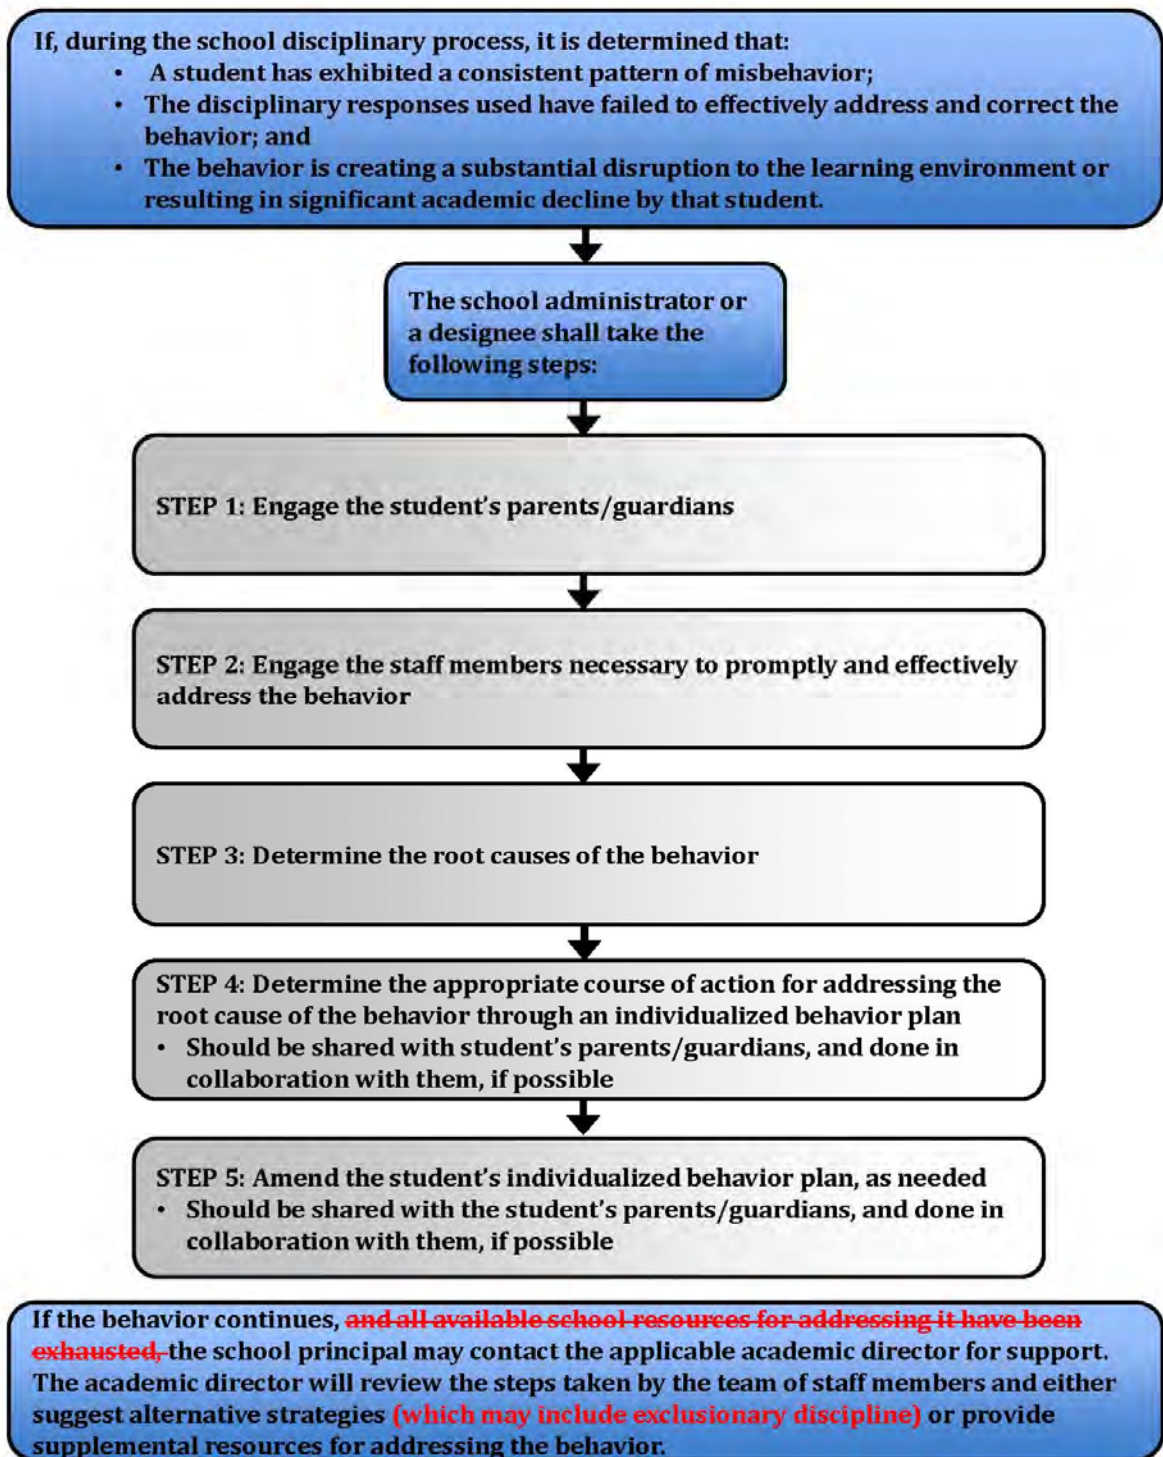 If, during the school disciplinary process, it is determined that:
• A student has exhibited a consistent pattern of misbehavior;
• The disciplinary responses used have failed to effectively address and correct the
behavior; and
• The behavior is creating a substantial disruption to the learning environment or
resulting in significant academic decline by that student.
The school administrator or
a designee shall take the
following steps:
STEP 1: Engage the student’s parents/guardians
STEP 2: Engage the staff members necessary to promptly and effectively
address the behavior
STEP 3: Determine the root causes of the behavior
STEP 4: Determine the appropriate course of action for addressing the
root cause of the behavior through an individualized behavior plan
• Should be shared with student’s parents/guardians, and done in
collaboration with them, if possible
STEP 5: Amend the student’s individualized behavior plan, as needed
• Should be shared with the student’s parents/guardians, and done in
collaboration with them, if possible
If the behavior continues, and all available school resources for addressing it have been
exhausted, the school principal may contact the applicable academic director for support.
The academic director will review the steps taken by the team of staff members and either
suggest alternative strategies (which may include exclusionary discipline) or provide
supplemental resources for addressing the behavior.